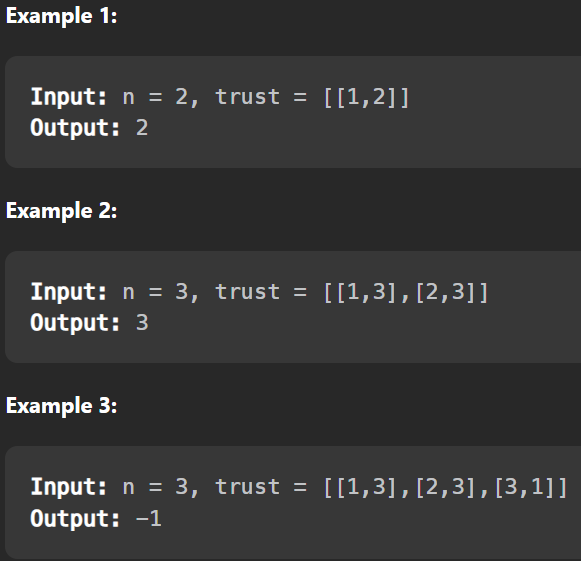 Example 1:
Input: n = 2, trust = [[1,2]]
Output: 2
Example 2:
Input: n = 3, trust = [[1,3],[2,3]]
Output: 3
Example 3:
Input: n = 3, trust = [[1,3],[2,3],[3,1]]
Output: -1